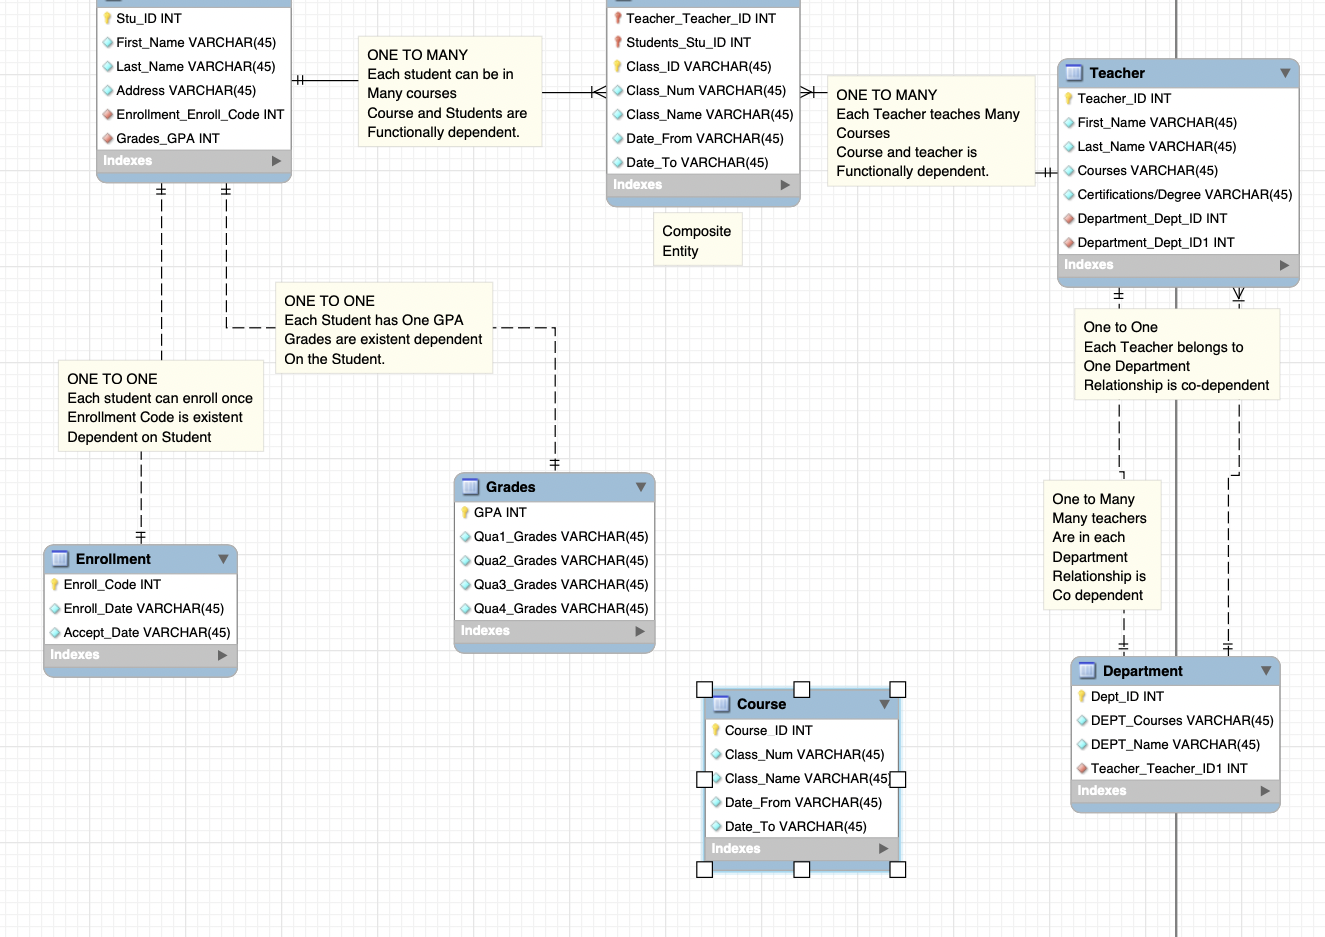 Stu_ID INT
First_Name VARCHAR(45)
Last_Name VARCHAR(45)
Address VARCHAR(45)
Enrollment_Enroll_Code INT
Grades_GPA INT
Indexes
ONE TO MANY
Each student can be in
Many courses
Course and Students are
Functionally dependent.
Teacher_Teacher_ID INT
Students_Stu_ID INT
Class_ID VARCHAR(45)
Class_Num VARCHAR(45)
Class_Name VARCHAR(45)
Date_From VARCHAR(45)
Date_To VARCHAR(45)
Indexes
Composite
Entity
ONE TO MANY
Each Teacher teaches Many
Courses
Course and teacher is
Functionally dependent.
Teacher
Teacher_ID INT
First_Name VARCHAR(45)
Last_Name VARCHAR(45)
Courses VARCHAR(45)
Certifications/Degree VARCHAR(45)
Department_Dept_ID INT
Department_Dept_ID1 INT
Indexes
ONE TO ONE
Each Student has One GPA
Grades are existent dependent
On the Student.
One to One
Each Teacher belongs to
One Department
Relationship is co-dependent
ONE TO ONE
Each student can enroll once
Enrollment Code is existent
Dependent on Student
Grades
GPA INT
Qua1_Grades VARCHAR(45)
Qua2_Grades VARCHAR(45)
Qua3_Grades VARCHAR(45)
Qua4_Grades VARCHAR(45)
Indexes
One to Many
Many teachers
Are in each
Department
Relationship is
Co dependent
Enrollment
Enroll_Code INT
Enroll_Date VARCHAR(45)
Accept_Date VARCHAR(45)
Indexes
Course
Course_ID INT
Class_Num VARCHAR(45)
Class_Name VARCHAR(45)
Date_From VARCHAR(45)
Date_To VARCHAR(45)
Indexes
Department
Dept_ID INT
DEPT_Courses VARCHAR(45)
DEPT_Name VARCHAR(45)
Teacher_Teacher_ID1 INT
Indexes